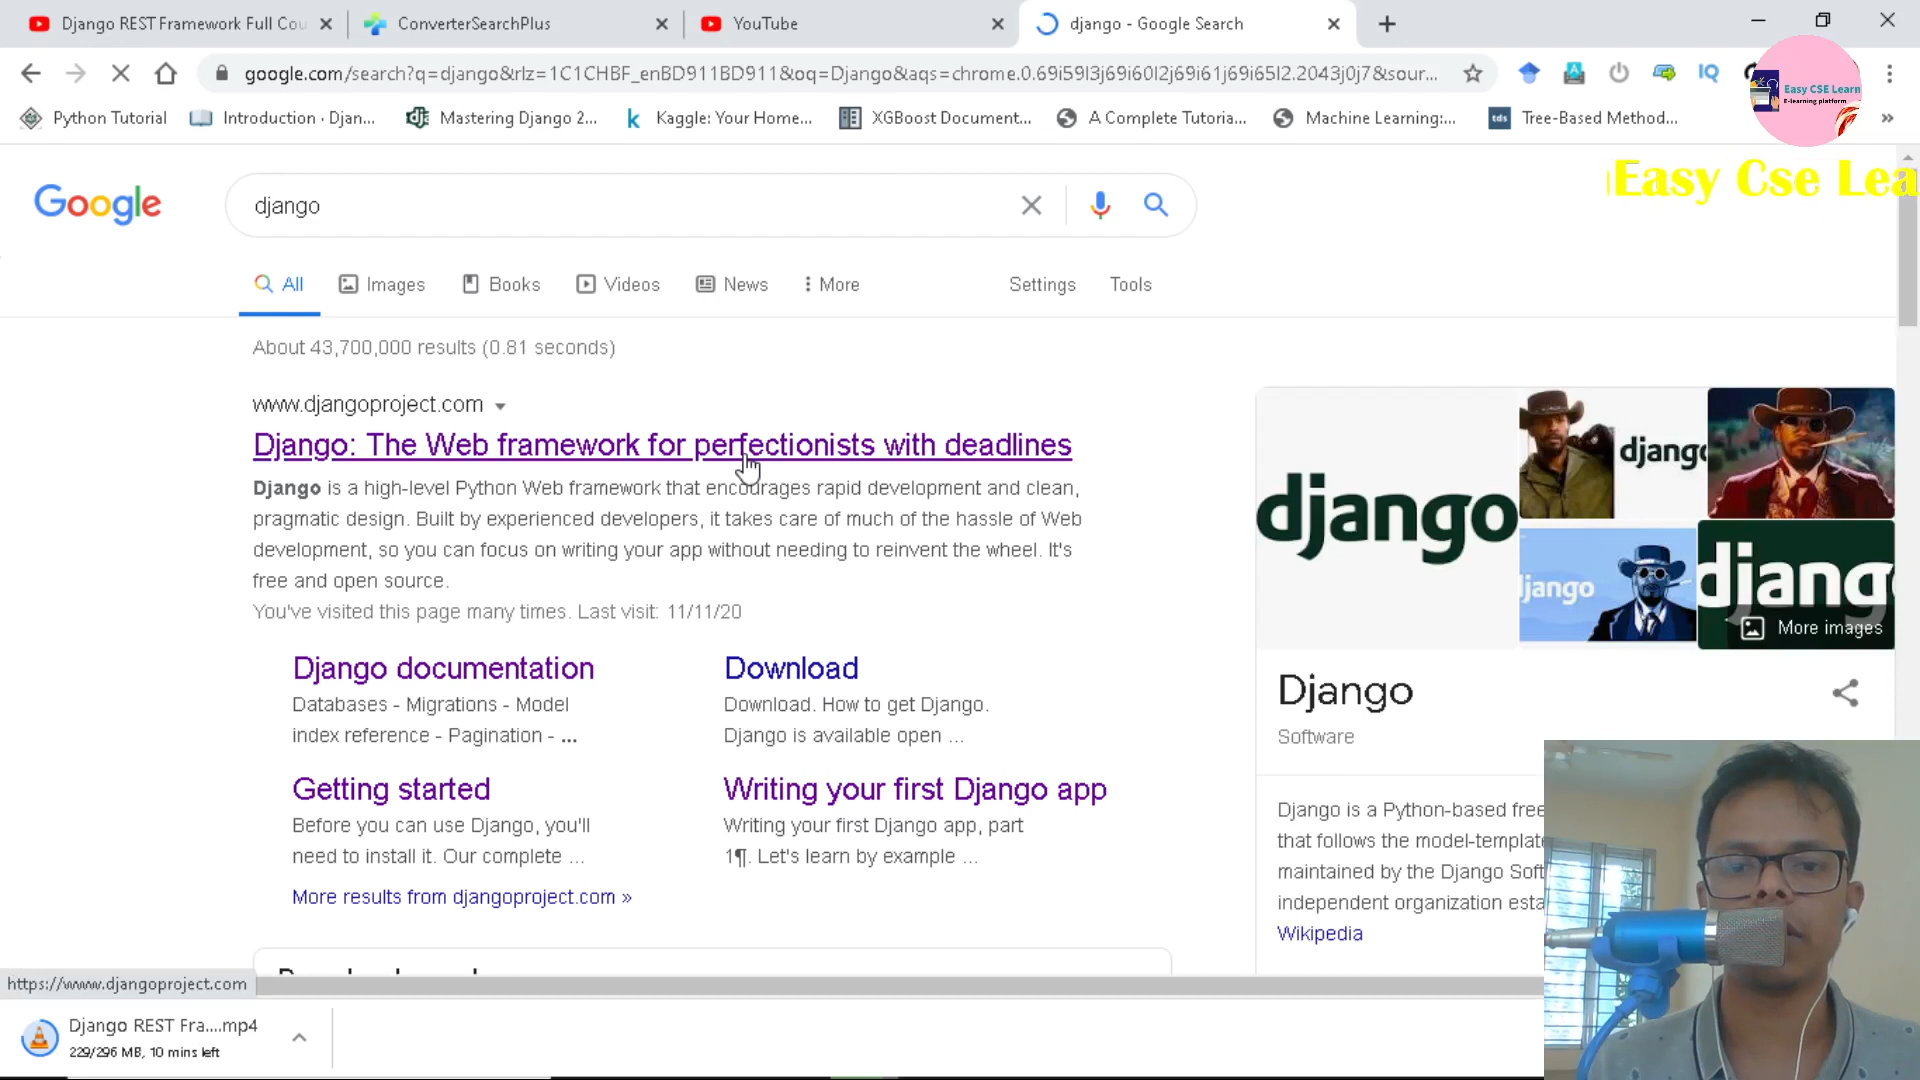 Django REST Framework Full Cou
ConverterSearchPlus
YouTube
django - Google Search
google.com/search?q=django&rlz=1C1CHBF_enBD911BD911&oq=Django&aqs=chrome.0.69i59l3j69i60l2j69i61j69i65l2.2043j0j7&sour...
IQ
Python Tutorial
Introduction · Djan...
Mastering Django 2...
Kaggle: Your Home...
XGBoost Document...
A Complete Tutoria...
tds
Machine Learning:...
Tree-Based Method...
Easy CSE Learn
E-learning platform
Easy Cse Lea
Google
django
All
Images
Books
Videos
News
More
Settings
Tools
About 43,700,000 results (0.81 seconds)
www.djangoproject.com
Django: The Web framework for perfectionists with deadlines
Django is a high-level Python Web framework that encourages rapid development and clean,
pragmatic design. Built by experienced developers, it takes care of much of the hassle of Web
development, so you can focus on writing your app without needing to reinvent the wheel. It's
free and open source.
You've visited this page many times. Last visit: 11/11/20
Django documentation
Databases - Migrations - Model
index reference - Pagination - ...
Download
Download. How to get Django.
Django is available open ...
Getting started
Before you can use Django, you'll
need to install it. Our complete ...
Writing your first Django app
Writing your first Django app, part
1¶. Let's learn by example ...
More results from djangoproject.com »
django
django
django
djang
More images
Django
Software
Django is a Python-based free
that follows the model-template
maintained by the Django Soft
independent organization esta
Wikipedia
https://www.djangoproject.com
Django REST Fra....mp4
229/296 MB, 10 mins left